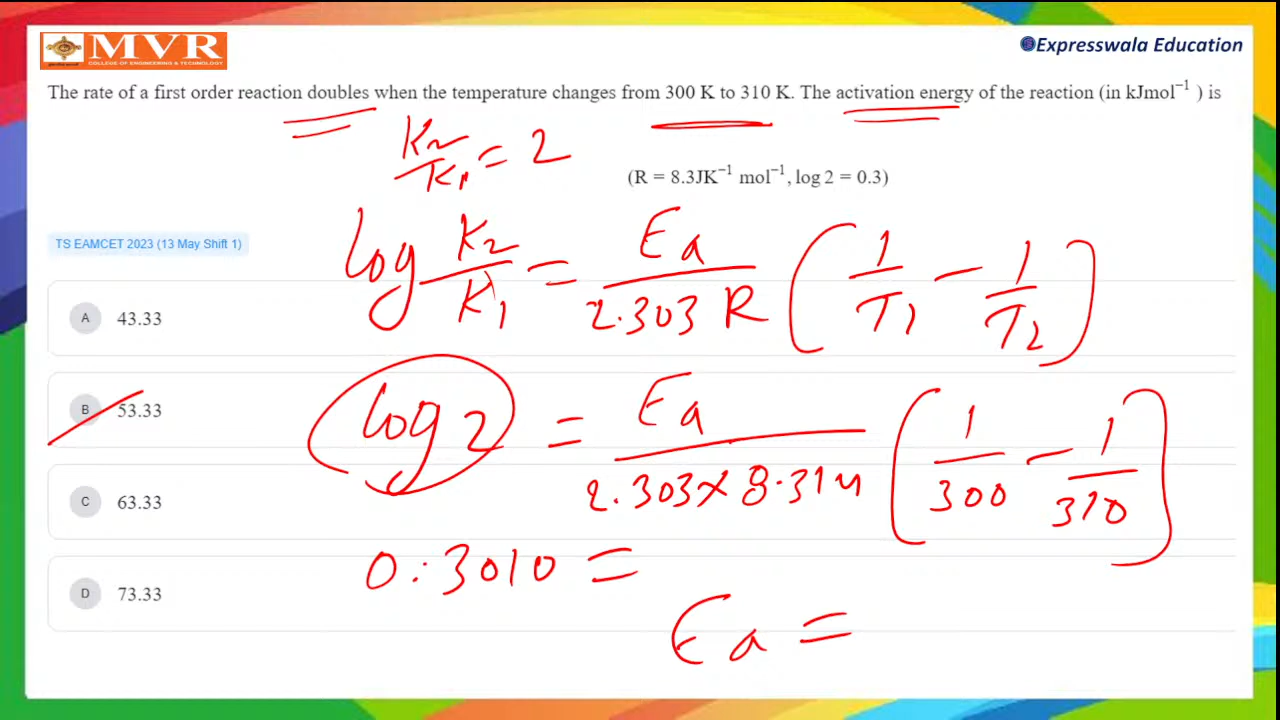 MVR
COLLEGE OF ENGINEERING & TECHNOLOGY
Expresswala Education
The rate of a first order reaction doubles when the temperature changes from 300 K to 310 K. The activation energy of the reaction (in kJmol⁻¹ ) is
K₂/K₁ = 2
(R = 8.3JK⁻¹ mol⁻¹, log 2 = 0.3)
TS EAMCET 2023 (13 May Shift 1)
log K₂/K₁ = Ea/2.303 R (1/T₁ − 1/T₂)
A 43.33
B 53.33
log 2 = Ea/2.303×8.314 [1/300 − 1/310]
C 63.33
0.3010 =
D 73.33
Ea =